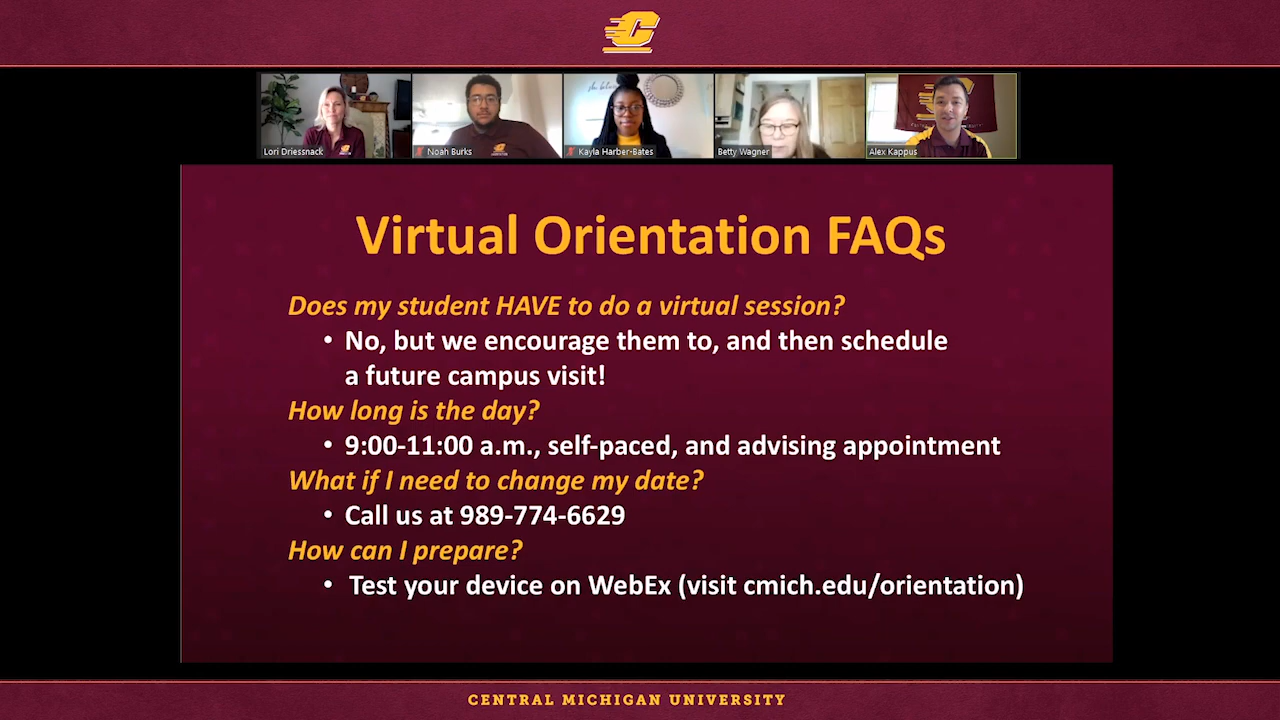 C
she belie
Lori Driessnack
Noah Burks
Kayla Harber-Bates
Betty Wagner
Alex Kappus
Virtual Orientation FAQs
Does my student HAVE to do a virtual session?
• No, but we encourage them to, and then schedule
a future campus visit!
How long is the day?
• 9:00-11:00 a.m., self-paced, and advising appointment
What if I need to change my date?
• Call us at 989-774-6629
How can I prepare?
• Test your device on WebEx (visit cmich.edu/orientation)
CENTRAL MICHIGAN UNIVERSITY